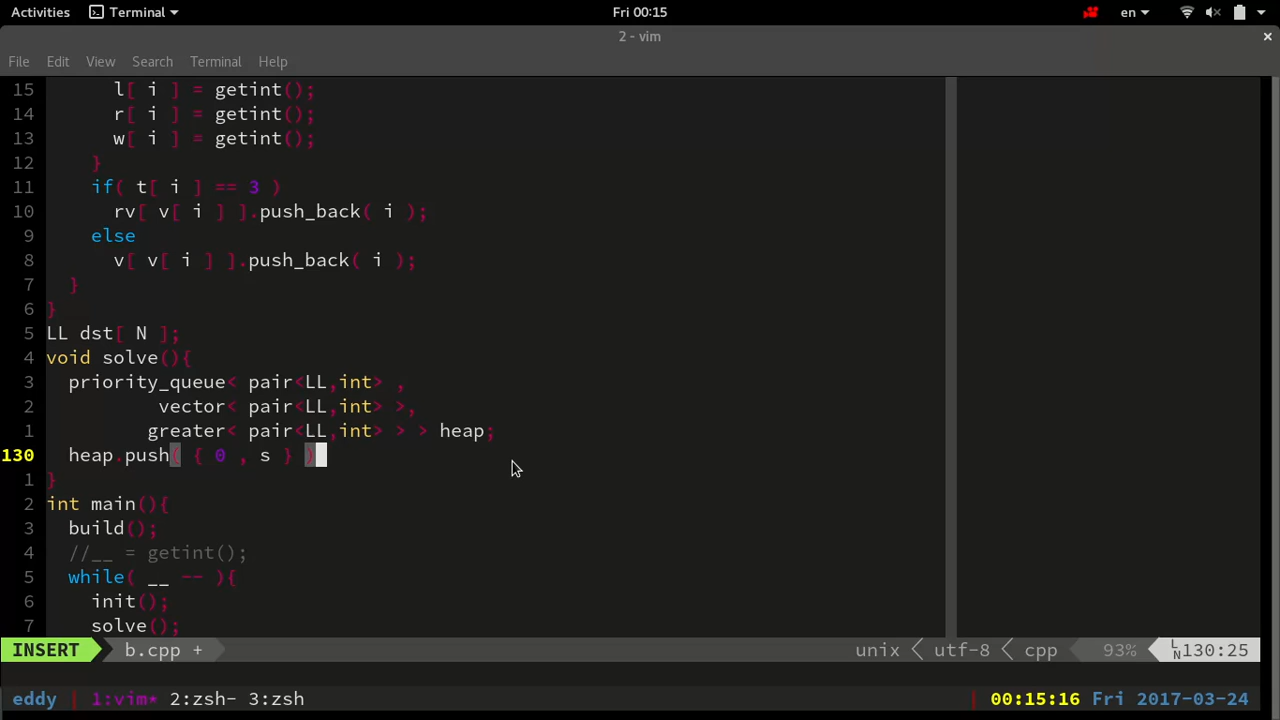 Activities Terminal Fri 00:15 en
2 - vim ×
File Edit View Search Terminal Help
15 l[ i ] = getint();
14 r[ i ] = getint();
13 w[ i ] = getint();
12 }
11 if( t[ i ] == 3 )
10 rv[ v[ i ] ].push_back( i );
9 else
8 v[ v[ i ] ].push_back( i );
7 }
6 }
5 LL dst[ N ];
4 void solve(){
3 priority_queue< pair<LL,int> ,
2 vector< pair<LL,int> >,
1 greater< pair<LL,int> > > heap;
130 heap.push( { 0 , s } )
1 }
2 int main(){
3 build();
4 //__ = getint();
5 while( __ -- ){
6 init();
7 solve();
INSERT b.cpp + unix utf-8 cpp 93% LN 130:25
eddy 1:vim* 2:zsh- 3:zsh 00:15:16 Fri 2017-03-24